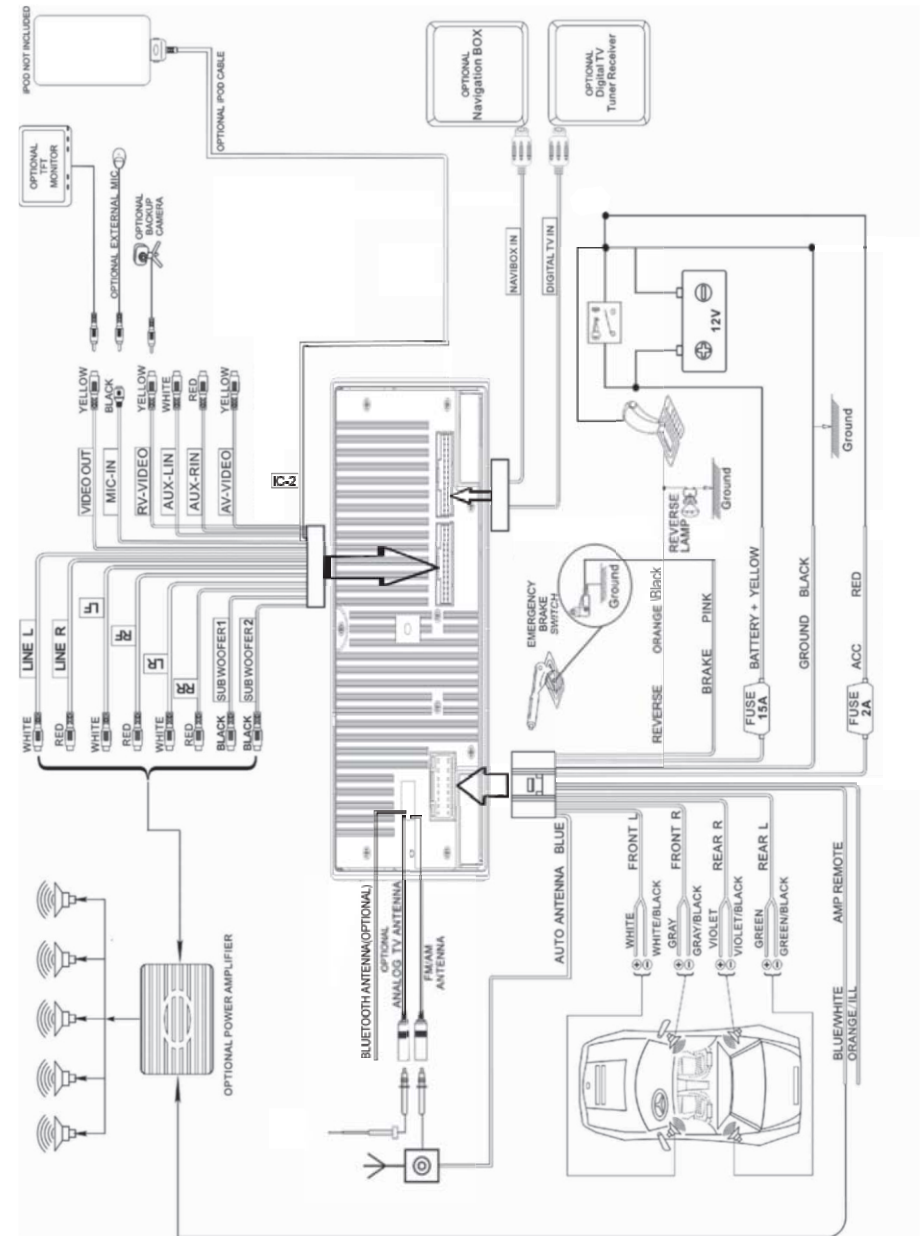 iPOD NOT INCLUDED
OPTIONAL IPOD CABLE
OPTIONAL
TFT
MONITOR
OPTIONAL EXTERNAL MIC
OPTIONAL
BACKUP
CAMERA
OPTIONAL
Navigation BOX
OPTIONAL
Digital TV
Tuner Receiver
NAVIBOX IN
DIGITAL TV IN
YELLOW
BLACK
YELLOW
WHITE
RED
YELLOW
VIDEO OUT
MIC-IN
RV-VIDEO
AUX-LIN
AUX-RIN
AV-VIDEO
IC-2
LINE L
LINE R
LF
RF
LR
RR
SUBWOOFER1
SUBWOOFER2
WHITE
RED
WHITE
RED
WHITE
RED
BLACK
BLACK
12V
Ground
REVERSE
LAMP
Ground
EMERGENCY
BRAKE
SWITCH
Ground
REVERSE ORANGE \Black
BRAKE PINK
BATTERY + YELLOW
FUSE
15A
GROUND BLACK
ACC RED
FUSE
2A
OPTIONAL POWER AMPLIFIER
BLUETOOTH ANTENNA(OPTIONAL)
OPTIONAL
ANALOG TV ANTENNA
FM/AM
ANTENNA
AUTO ANTENNA BLUE
WHITE
FRONT L
WHITE/BLACK
GRAY
FRONT R
GRAY/BLACK
VIOLET
REAR R
VIOLET/BLACK
GREEN
REAR L
GREEN/BLACK
BLUE/WHITE AMP REMOTE
ORANGE/ ILL